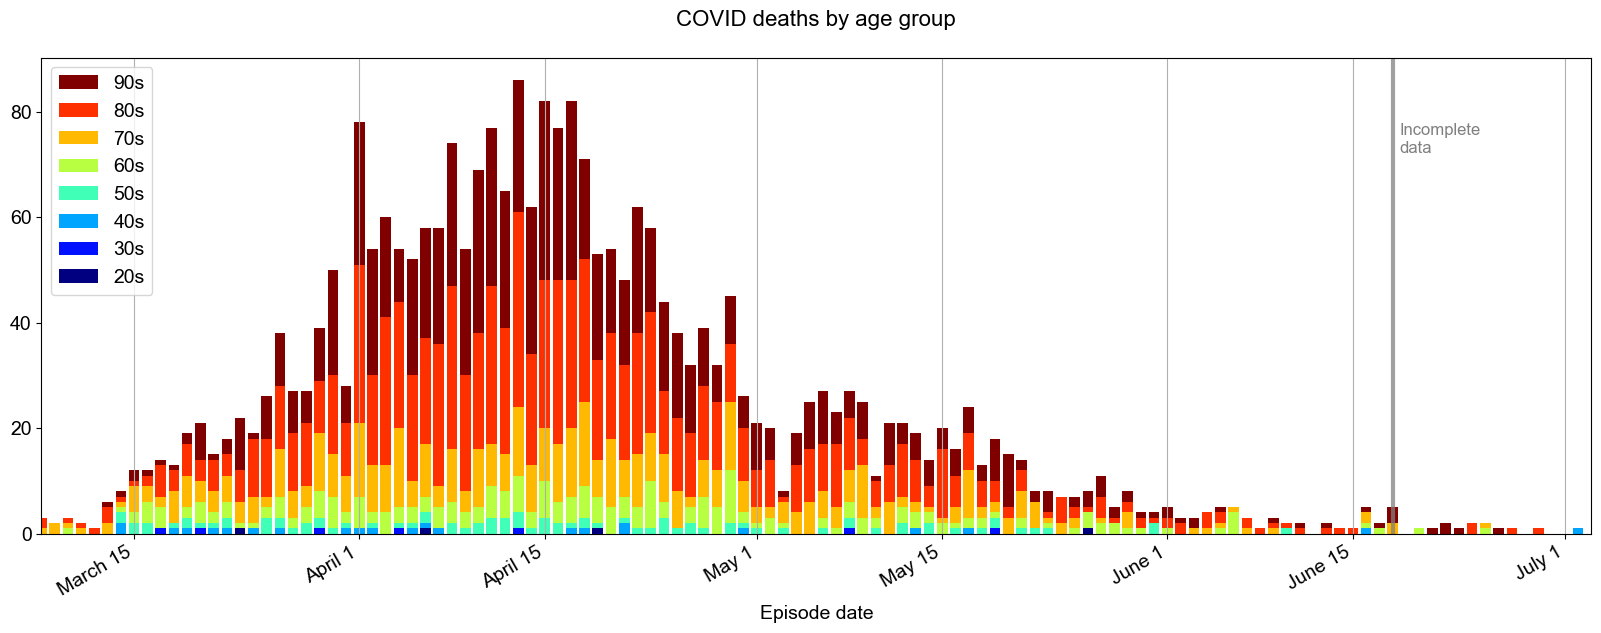 COVID deaths by age group
90s
80s
70s
60s
50s
40s
30s
20s
80
60
40
20
0
Incomplete
data
March 15
April 1
April 15
May 1
May 15
June 1
June 15
July 1
Episode date